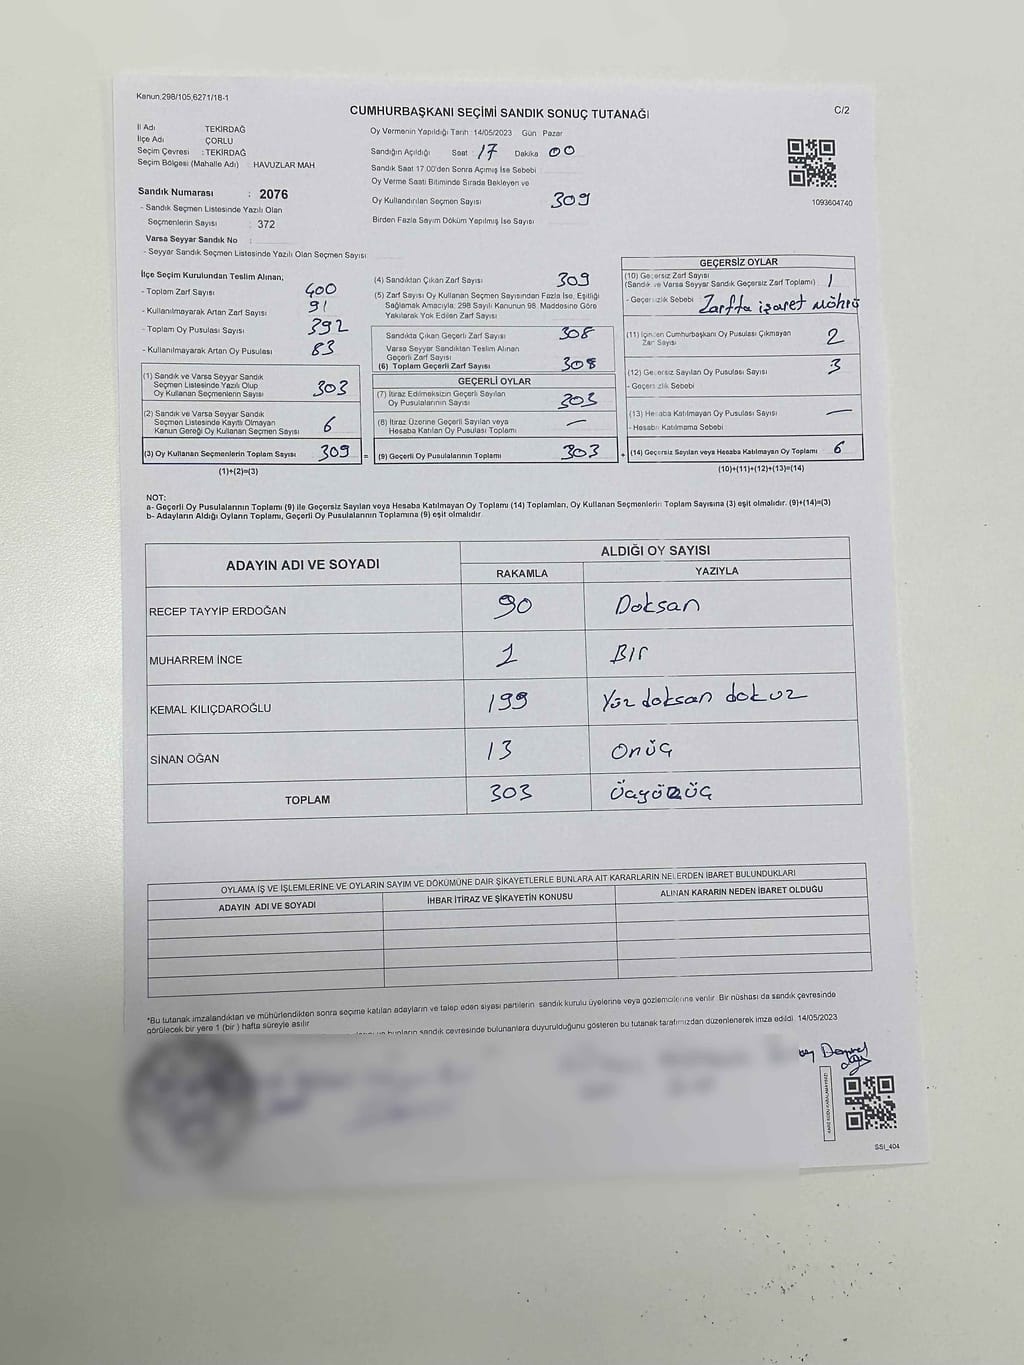 Kanun.298/105,6271/18-1
CUMHURBAŞKANI SEÇİMİ SANDIK SONUÇ TUTANAĞI
C/2
İl Adı TEKİRDAĞ
İlçe Adı ÇORLU
Seçim Çevresi : TEKİRDAĞ
Seçim Bölgesi (Mahalle Adı) : HAVUZLAR MAH
Sandık Numarası : 2076
- Sandık Seçmen Listesinde Yazılı Olan
Seçmenlerin Sayısı : 372
Varsa Seyyar Sandık No :
- Seyyar Sandık Seçmen Listesinde Yazılı Olan Seçmen Sayısı
Oy Vermenin Yapıldığı Tarih : 14/05/2023 Gün Pazar
Sandığın Açıldığı Saat : 17 Dakika 00
Sandık Saat 17.00'den Sonra Açımış İse Sebebi
Oy Verme Saati Bitiminde Sırada Bekleyen ve
Oy Kullandırılan Seçmen Sayısı 309
Birden Fazla Sayım Döküm Yapılmış İse Sayısı
1093604740
İlçe Seçim Kurulundan Teslim Alınan;
- Toplam Zarf Sayısı 400
- Kullanılmayarak Artan Zarf Sayısı 91
- Toplam Oy Pusulası Sayısı 392
- Kullanılmayarak Artan Oy Pusulası 83
(1) Sandık ve Varsa Seyyar Sandık
Seçmen Listesinde Yazılı Olup
Oy Kullanan Seçmenlerin Sayısı 303
(2) Sandık ve Varsa Seyyar Sandık
Seçmen Listesinde Kayıtlı Olmayan
Kanun Gereği Oy Kullanan Seçmen Sayısı 6
(3) Oy Kullanan Seçmenlerin Toplam Sayısı 309
(1)+(2)=(3)
(4) Sandıktan Çıkan Zarf Sayısı 309
(5) Zarf Sayısı Oy Kullanan Seçmen Sayısından Fazla İse, Eşitliği
Sağlamak Amacıyla, 298 Sayılı Kanunun 98. Maddesine Göre
Yakılarak Yok Edilen Zarf Sayısı
Sandıkta Çıkan Geçerli Zarf Sayısı 308
Varsa Seyyar Sandıktan Teslim Alınan
Geçerli Zarf Sayısı
(6) Toplam Geçerli Zarf Sayısı 308
GEÇERLİ OYLAR
(7) İtiraz Edilmeksizin Geçerli Sayılan
Oy Pusulalarının Sayısı 303
(8) İtiraz Üzerine Geçerli Sayılan veya
Hesaba Katılan Oy Pusulası Toplamı —
= (9) Geçerli Oy Pusulalarının Toplamı 303
GEÇERSİZ OYLAR
(10) Geçersiz Zarf Sayısı
(Sandık ve Varsa Seyyar Sandık Geçersiz Zarf Toplamı) 1
- Geçersizlik Sebebi Zarfta işaret mührü
(11) İçinden Cumhurbaşkanı Oy Pusulası Çıkmayan
Zarf Sayısı 2
(12) Geçersiz Sayılan Oy Pusulası Sayısı 3
- Geçersizlik Sebebi
(13) Hesaba Katılmayan Oy Pusulası Sayısı —
- Hesaba Katılmama Sebebi
+ (14) Geçersiz Sayılan veya Hesaba Katılmayan Oy Toplamı 6
(10)+(11)+(12)+(13)=(14)
NOT:
a- Geçerli Oy Pusulalarının Toplamı (9) ile Geçersiz Sayılan veya Hesaba Katılmayan Oy Toplamı (14) Toplamları, Oy Kullanan Seçmenlerin Toplam Sayısına (3) eşit olmalıdır. (9)+(14)=(3)
b- Adayların Aldığı Oyların Toplamı, Geçerli Oy Pusulalarının Toplamına (9) eşit olmalıdır.
ADAYIN ADI VE SOYADI
ALDIĞI OY SAYISI
RAKAMLA YAZIYLA
RECEP TAYYİP ERDOĞAN 90 Doksan
MUHARREM İNCE 1 Bir
KEMAL KILIÇDAROĞLU 199 Yüz doksan dokuz
SİNAN OĞAN 13 Onüç
TOPLAM 303 Üçyüzüç
OYLAMA İŞ VE İŞLEMLERİNE VE OYLARIN SAYIM VE DÖKÜMÜNE DAİR ŞİKAYETLERLE BUNLARA AİT KARARLARIN NELERDEN İBARET BULUNDUKLARI
ADAYIN ADI VE SOYADI İHBAR İTİRAZ VE ŞİKAYETİN KONUSU ALINAN KARARIN NEDEN İBARET OLDUĞU
*Bu tutanak imzalandıktan ve mühürlendikten sonra seçime katılan adayların ve talep eden siyasi partilerin sandık kurulu üyelerine veya gözlemcilerine verilir. Bir nüshası da sandık çevresinde
görülecek bir yere 1 (bir ) hafta süreyle asılır
bunların sandık çevresinde bulunanlara duyurulduğunu gösteren bu tutanak tarafımızdan düzenlenerek imza edildi. 14/05/2023
SSİ_404